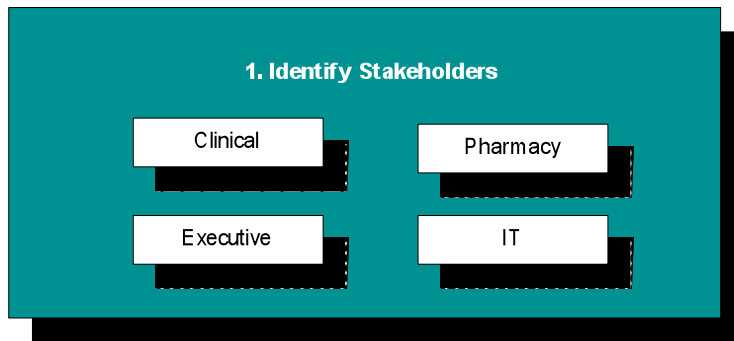 1. Identify Stakeholders
Clinical
Pharmacy
Executive
IT